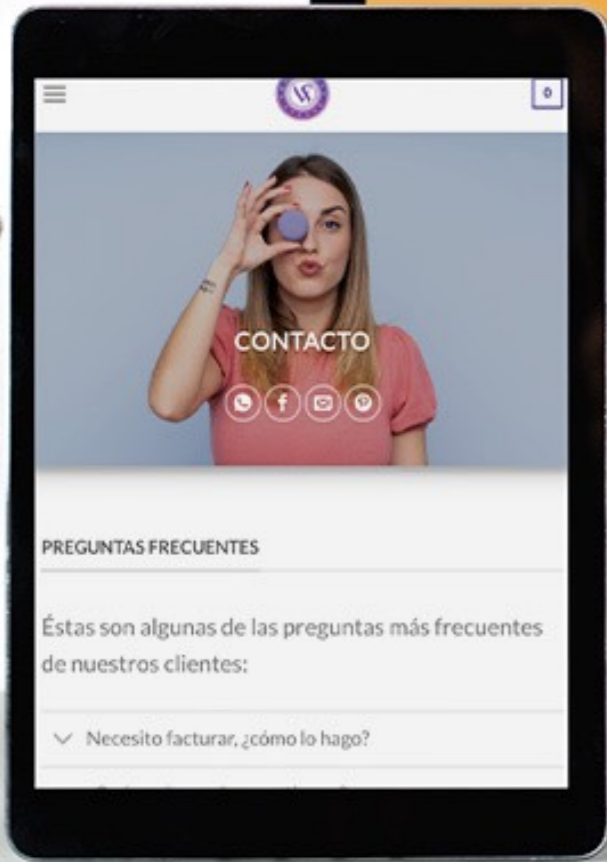 0
CONTACTO
PREGUNTAS FRECUENTES
Éstas son algunas de las preguntas más frecuentes
de nuestros clientes:
Necesito facturar, ¿cómo lo hago?